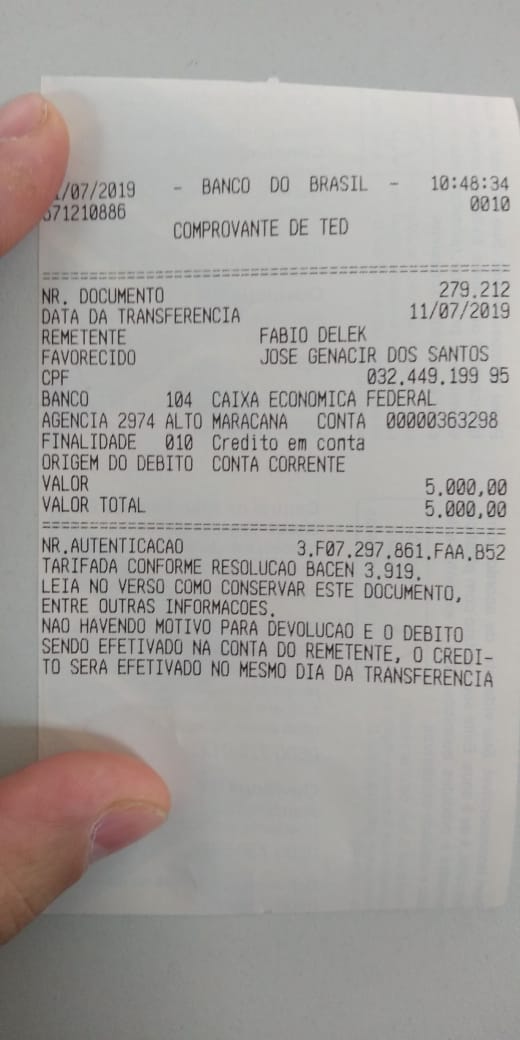 1/07/2019 - BANCO DO BRASIL - 10:48:34
671210886 0010
COMPROVANTE DE TED
================================================
NR. DOCUMENTO 279.212
DATA DA TRANSFERENCIA 11/07/2019
REMETENTE FABIO DELEK
FAVORECIDO JOSE GENACIR DOS SANTOS
CPF 032.449.199 95
BANCO 104 CAIXA ECONOMICA FEDERAL
AGENCIA 2974 ALTO MARACANA CONTA 00000363298
FINALIDADE 010 Credito em conta
ORIGEM DO DEBITO CONTA CORRENTE
VALOR 5.000,00
VALOR TOTAL 5.000,00
================================================
NR.AUTENTICACAO 3.F07.297.861.FAA.B52
TARIFADA CONFORME RESOLUCAO BACEN 3.919.
LEIA NO VERSO COMO CONSERVAR ESTE DOCUMENTO,
ENTRE OUTRAS INFORMACOES.
NAO HAVENDO MOTIVO PARA DEVOLUCAO E O DEBITO
SENDO EFETIVADO NA CONTA DO REMETENTE, O CREDI-
TO SERA EFETIVADO NO MESMO DIA DA TRANSFERENCIA